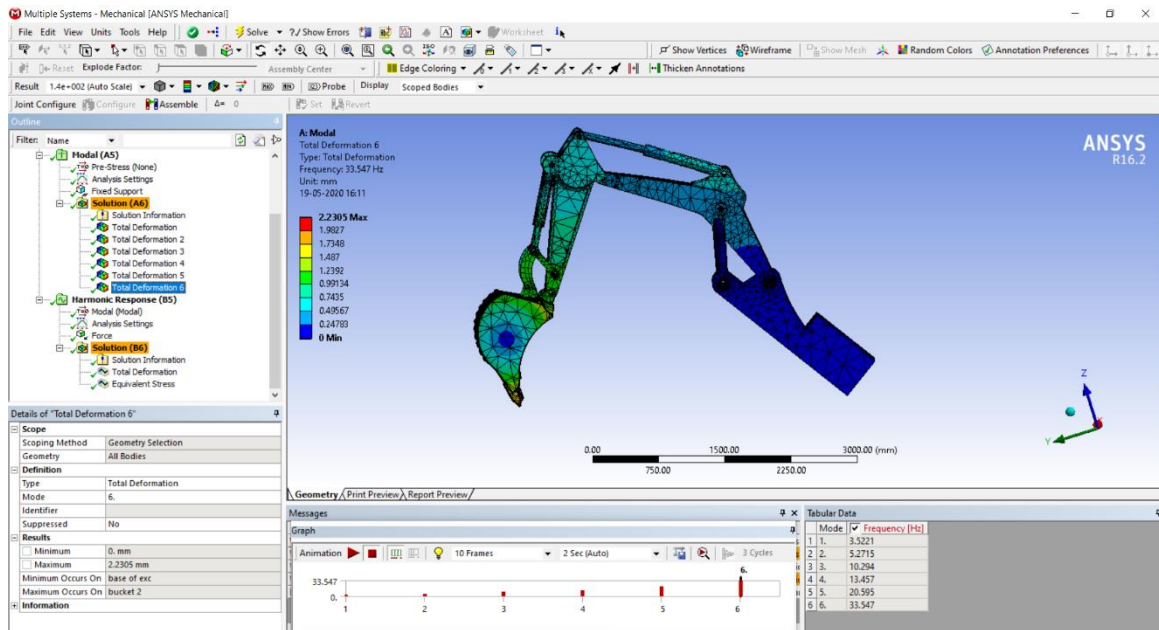 Multiple Systems - Mechanical [ANSYS Mechanical]
File Edit View Units Tools Help Solve ?✓ Show Errors Worksheet
Show Vertices Wireframe Show Mesh Random Colors Annotation Preferences
Reset Explode Factor: Assembly Center Edge Coloring Thicken Annotations
Result 1.4e+002 (Auto Scale) Probe Display Scoped Bodies
Joint Configure Configure Assemble Δ= 0 Set Revert
Outline
Filter: Name
Modal (A5)
Pre-Stress (None)
Analysis Settings
Fixed Support
Solution (A6)
Solution Information
Total Deformation
Total Deformation 2
Total Deformation 3
Total Deformation 4
Total Deformation 5
Total Deformation 6
Harmonic Response (B5)
Modal (Modal)
Analysis Settings
Force
Solution (B6)
Solution Information
Total Deformation
Equivalent Stress
Details of "Total Deformation 6"
Scope
Scoping Method Geometry Selection
Geometry All Bodies
Definition
Type Total Deformation
Mode 6.
Identifier
Suppressed No
Results
Minimum 0. mm
Maximum 2.2305 mm
Minimum Occurs On base of exc
Maximum Occurs On bucket 2
Information
A: Modal
Total Deformation 6
Type: Total Deformation
Frequency: 33.547 Hz
Unit: mm
19-05-2020 16:11
2.2305 Max
1.9827
1.7348
1.487
1.2392
0.99134
0.7435
0.49567
0.24783
0 Min
ANSYS
R16.2
Z
Y
0.00 1500.00 3000.00 (mm)
750.00 2250.00
Geometry Print Preview Report Preview
Messages
Graph
Animation 10 Frames 2 Sec (Auto) 3 Cycles
6.
33.547
0.
1 2 3 4 5 6
Tabular Data
Mode Frequency [Hz]
1 1. 3.5221
2 2. 5.2715
3 3. 10.294
4 4. 13.457
5 5. 20.595
6 6. 33.547